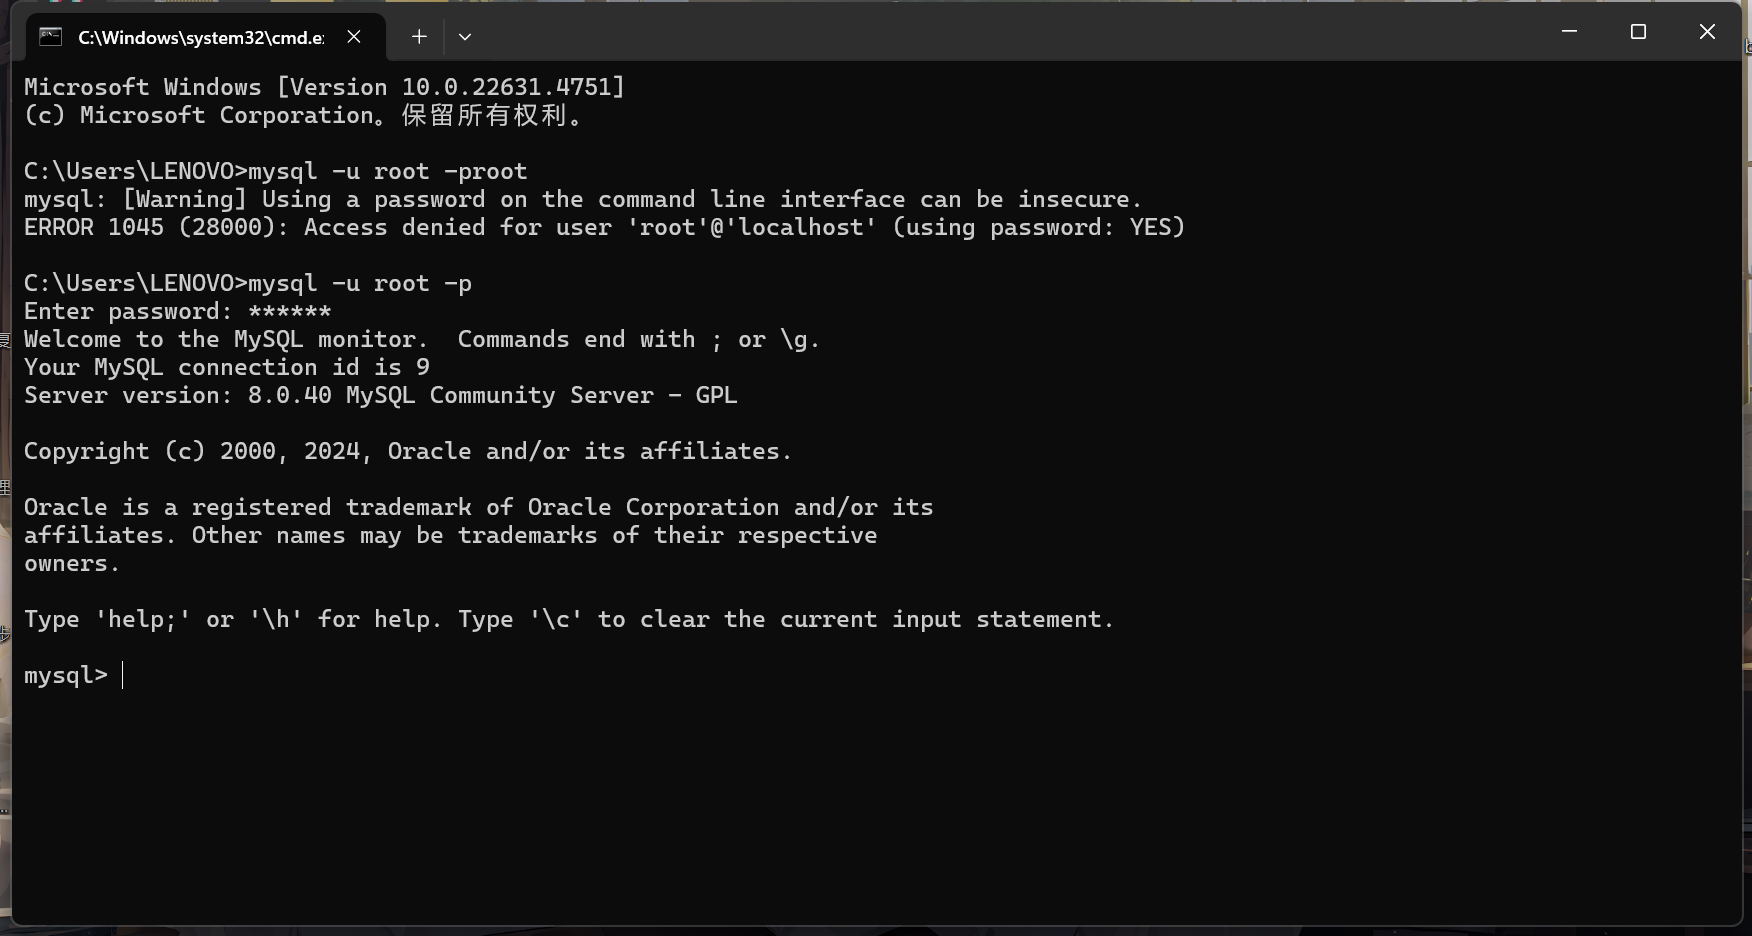 C:\Windows\system32\cmd.e
Microsoft Windows [Version 10.0.22631.4751]
(c) Microsoft Corporation。保留所有权利。
C:\Users\LENOVO>mysql -u root -proot
mysql: [Warning] Using a password on the command line interface can be insecure.
ERROR 1045 (28000): Access denied for user 'root'@'localhost' (using password: YES)
C:\Users\LENOVO>mysql -u root -p
Enter password: ******
Welcome to the MySQL monitor.  Commands end with ; or \g.
Your MySQL connection id is 9
Server version: 8.0.40 MySQL Community Server - GPL
Copyright (c) 2000, 2024, Oracle and/or its affiliates.
Oracle is a registered trademark of Oracle Corporation and/or its
affiliates. Other names may be trademarks of their respective
owners.
Type 'help;' or '\h' for help. Type '\c' to clear the current input statement.
mysql>